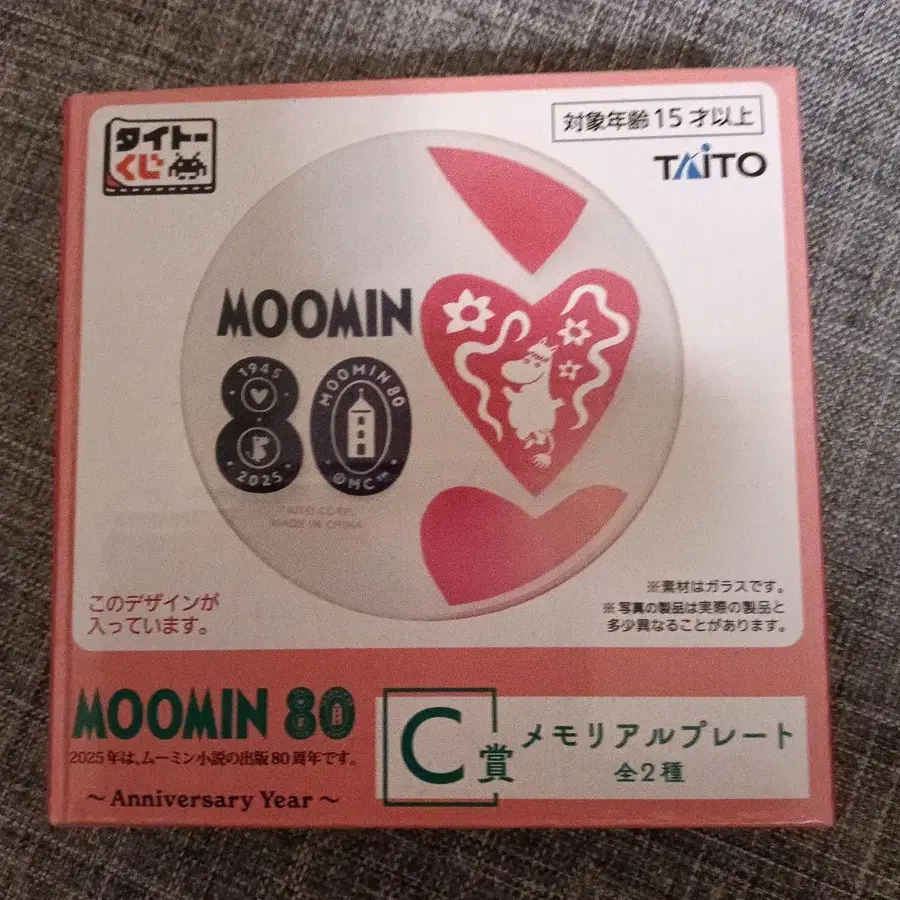 タイトー
くじ
対象年齢15才以上
TAITO
MOOMIN
80
1945
2025
MOOMIN 80
©MC™
TAITO CORP.
MADE IN CHINA
このデザインが
入っています。
※素材はガラスです。
※写真の製品は実際の製品と
多少異なることがあります。
MOOMIN 80
2025年は、ムーミン小説の出版80周年です。
～Anniversary Year～
C賞
メモリアルプレート
全2種